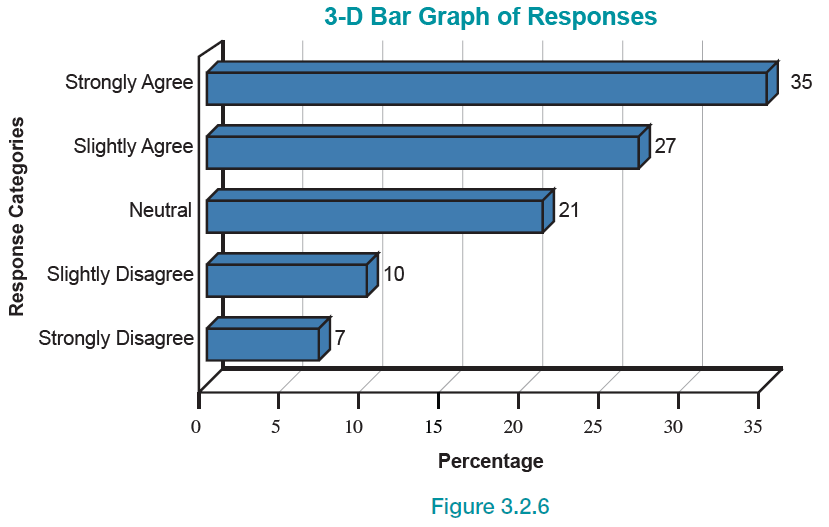 3-D Bar Graph of Responses
Response Categories
Strongly Agree 35
Slightly Agree 27
Neutral 21
Slightly Disagree 10
Strongly Disagree 7
0 5 10 15 20 25 30 35
Percentage
Figure 3.2.6